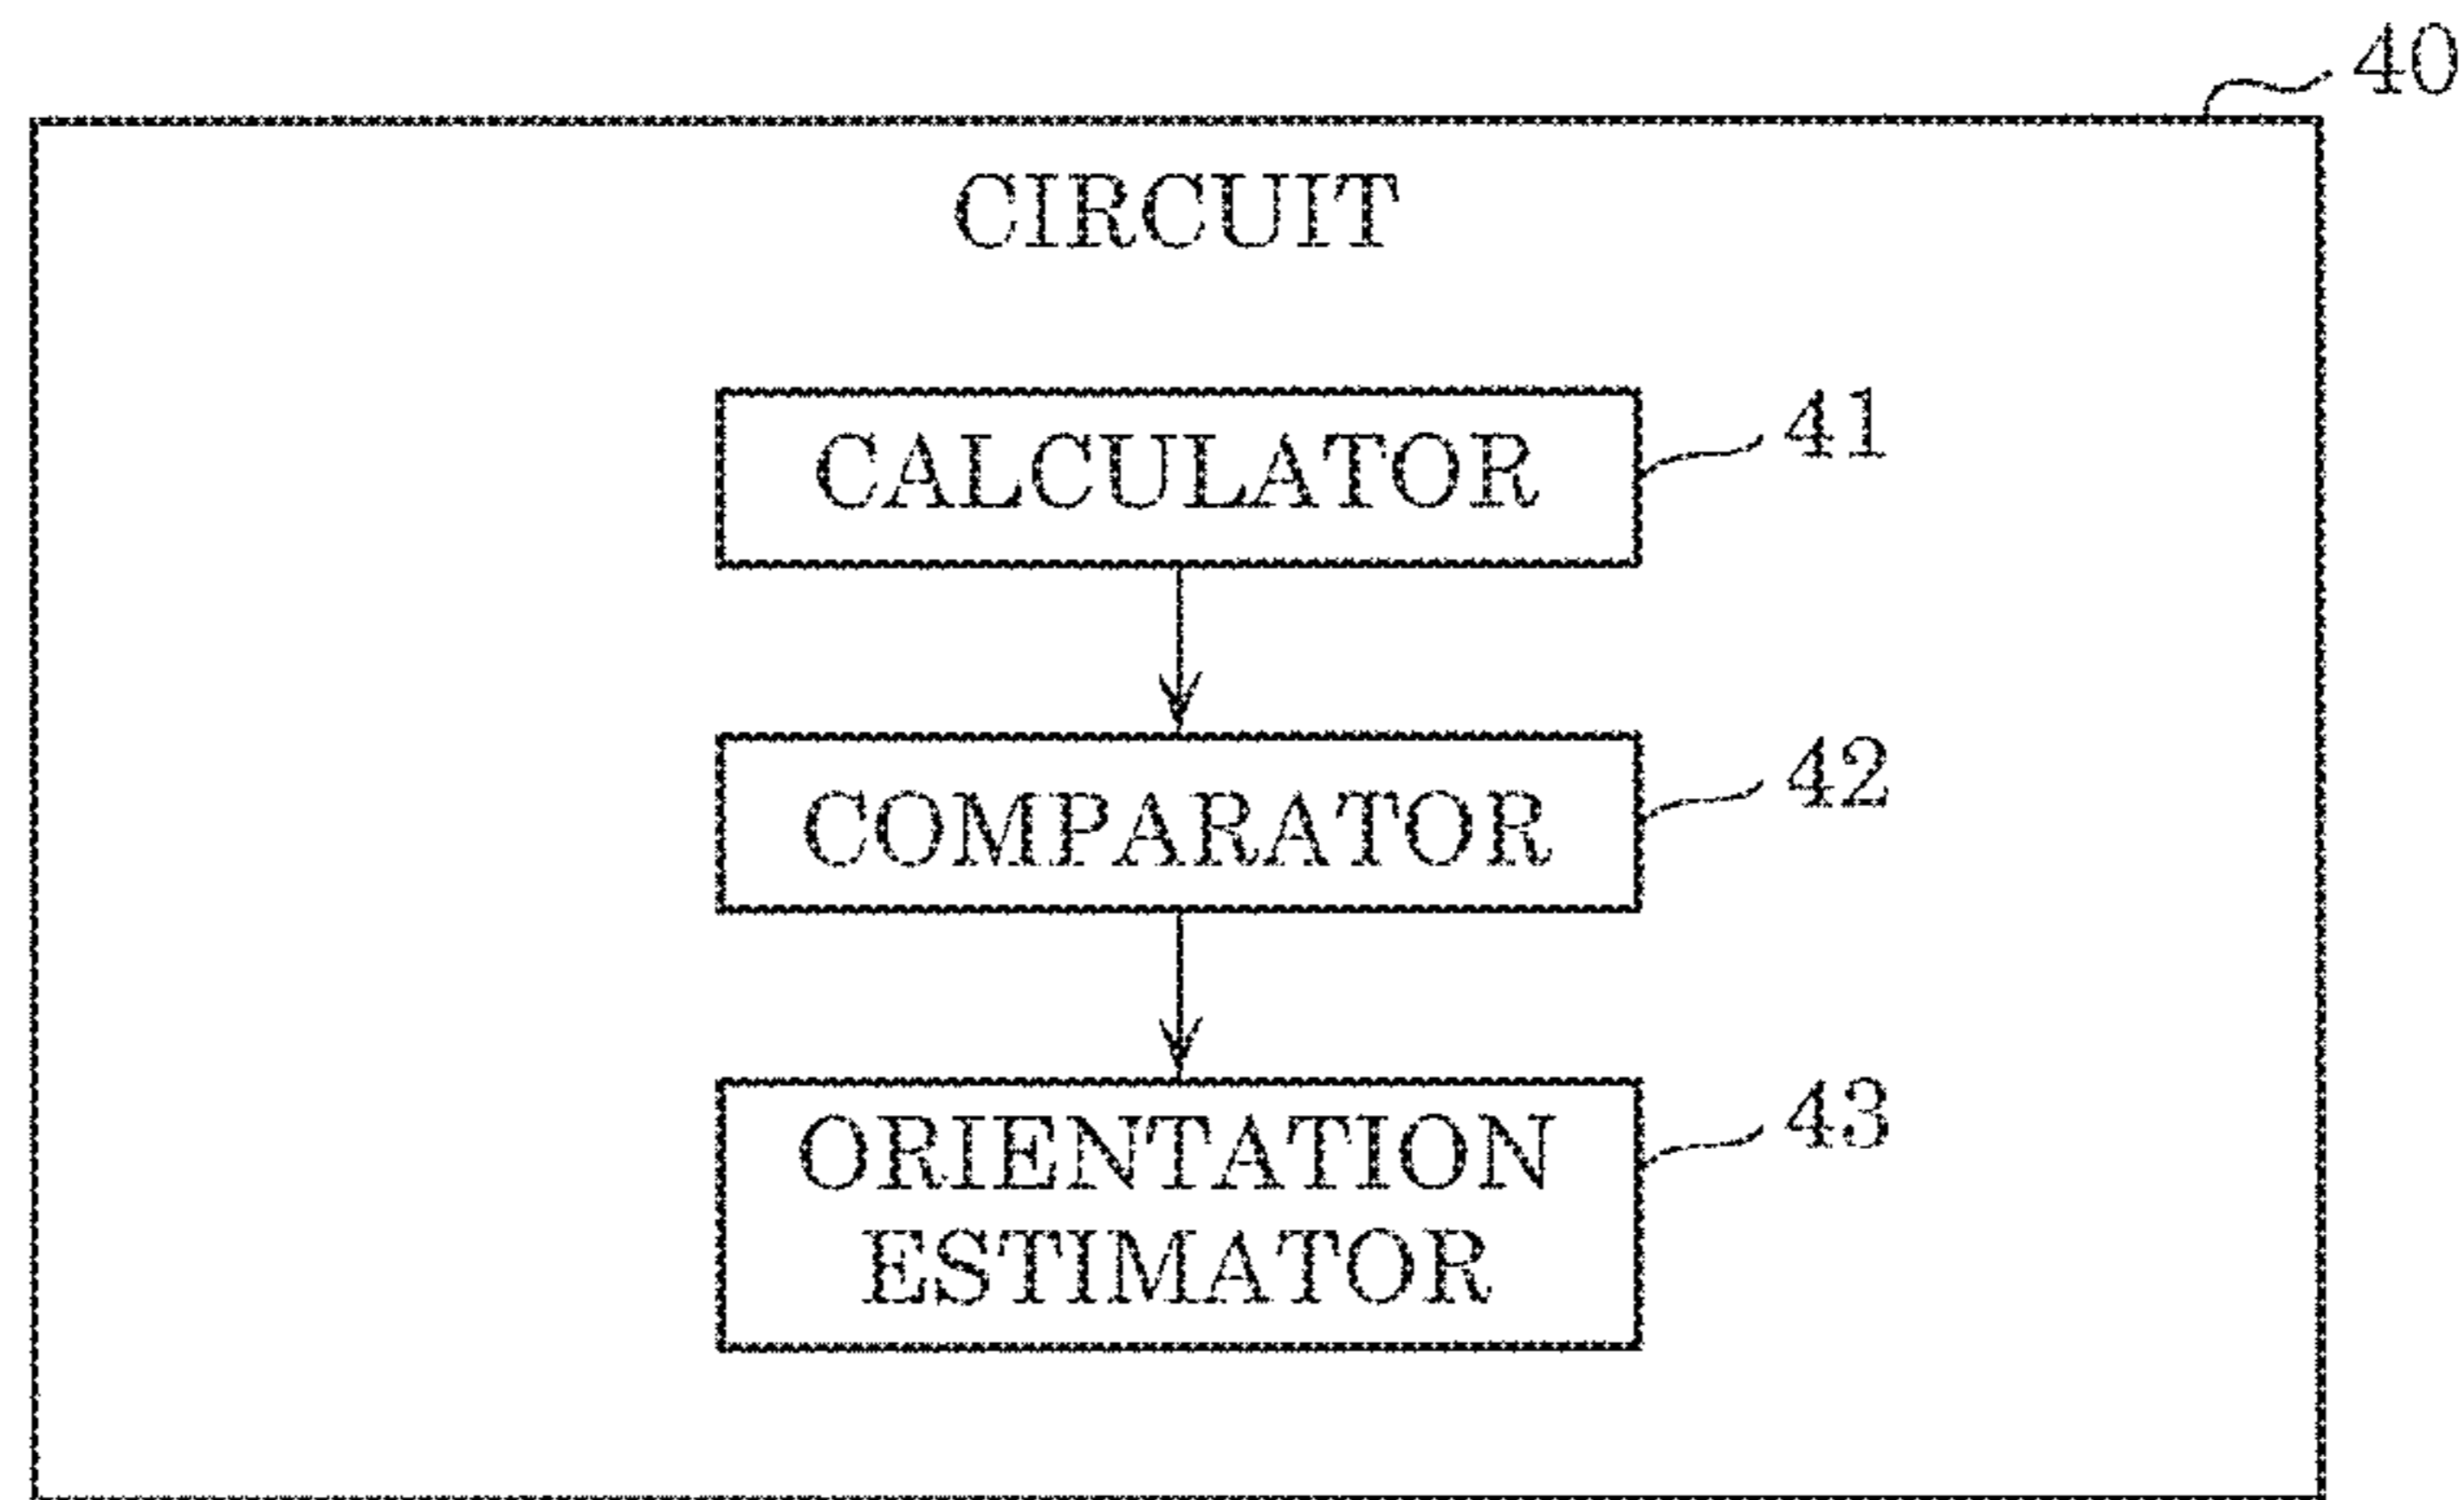 40
CIRCUIT
CALCULATOR
41
COMPARATOR
42
ORIENTATION
43
ESTIMATOR